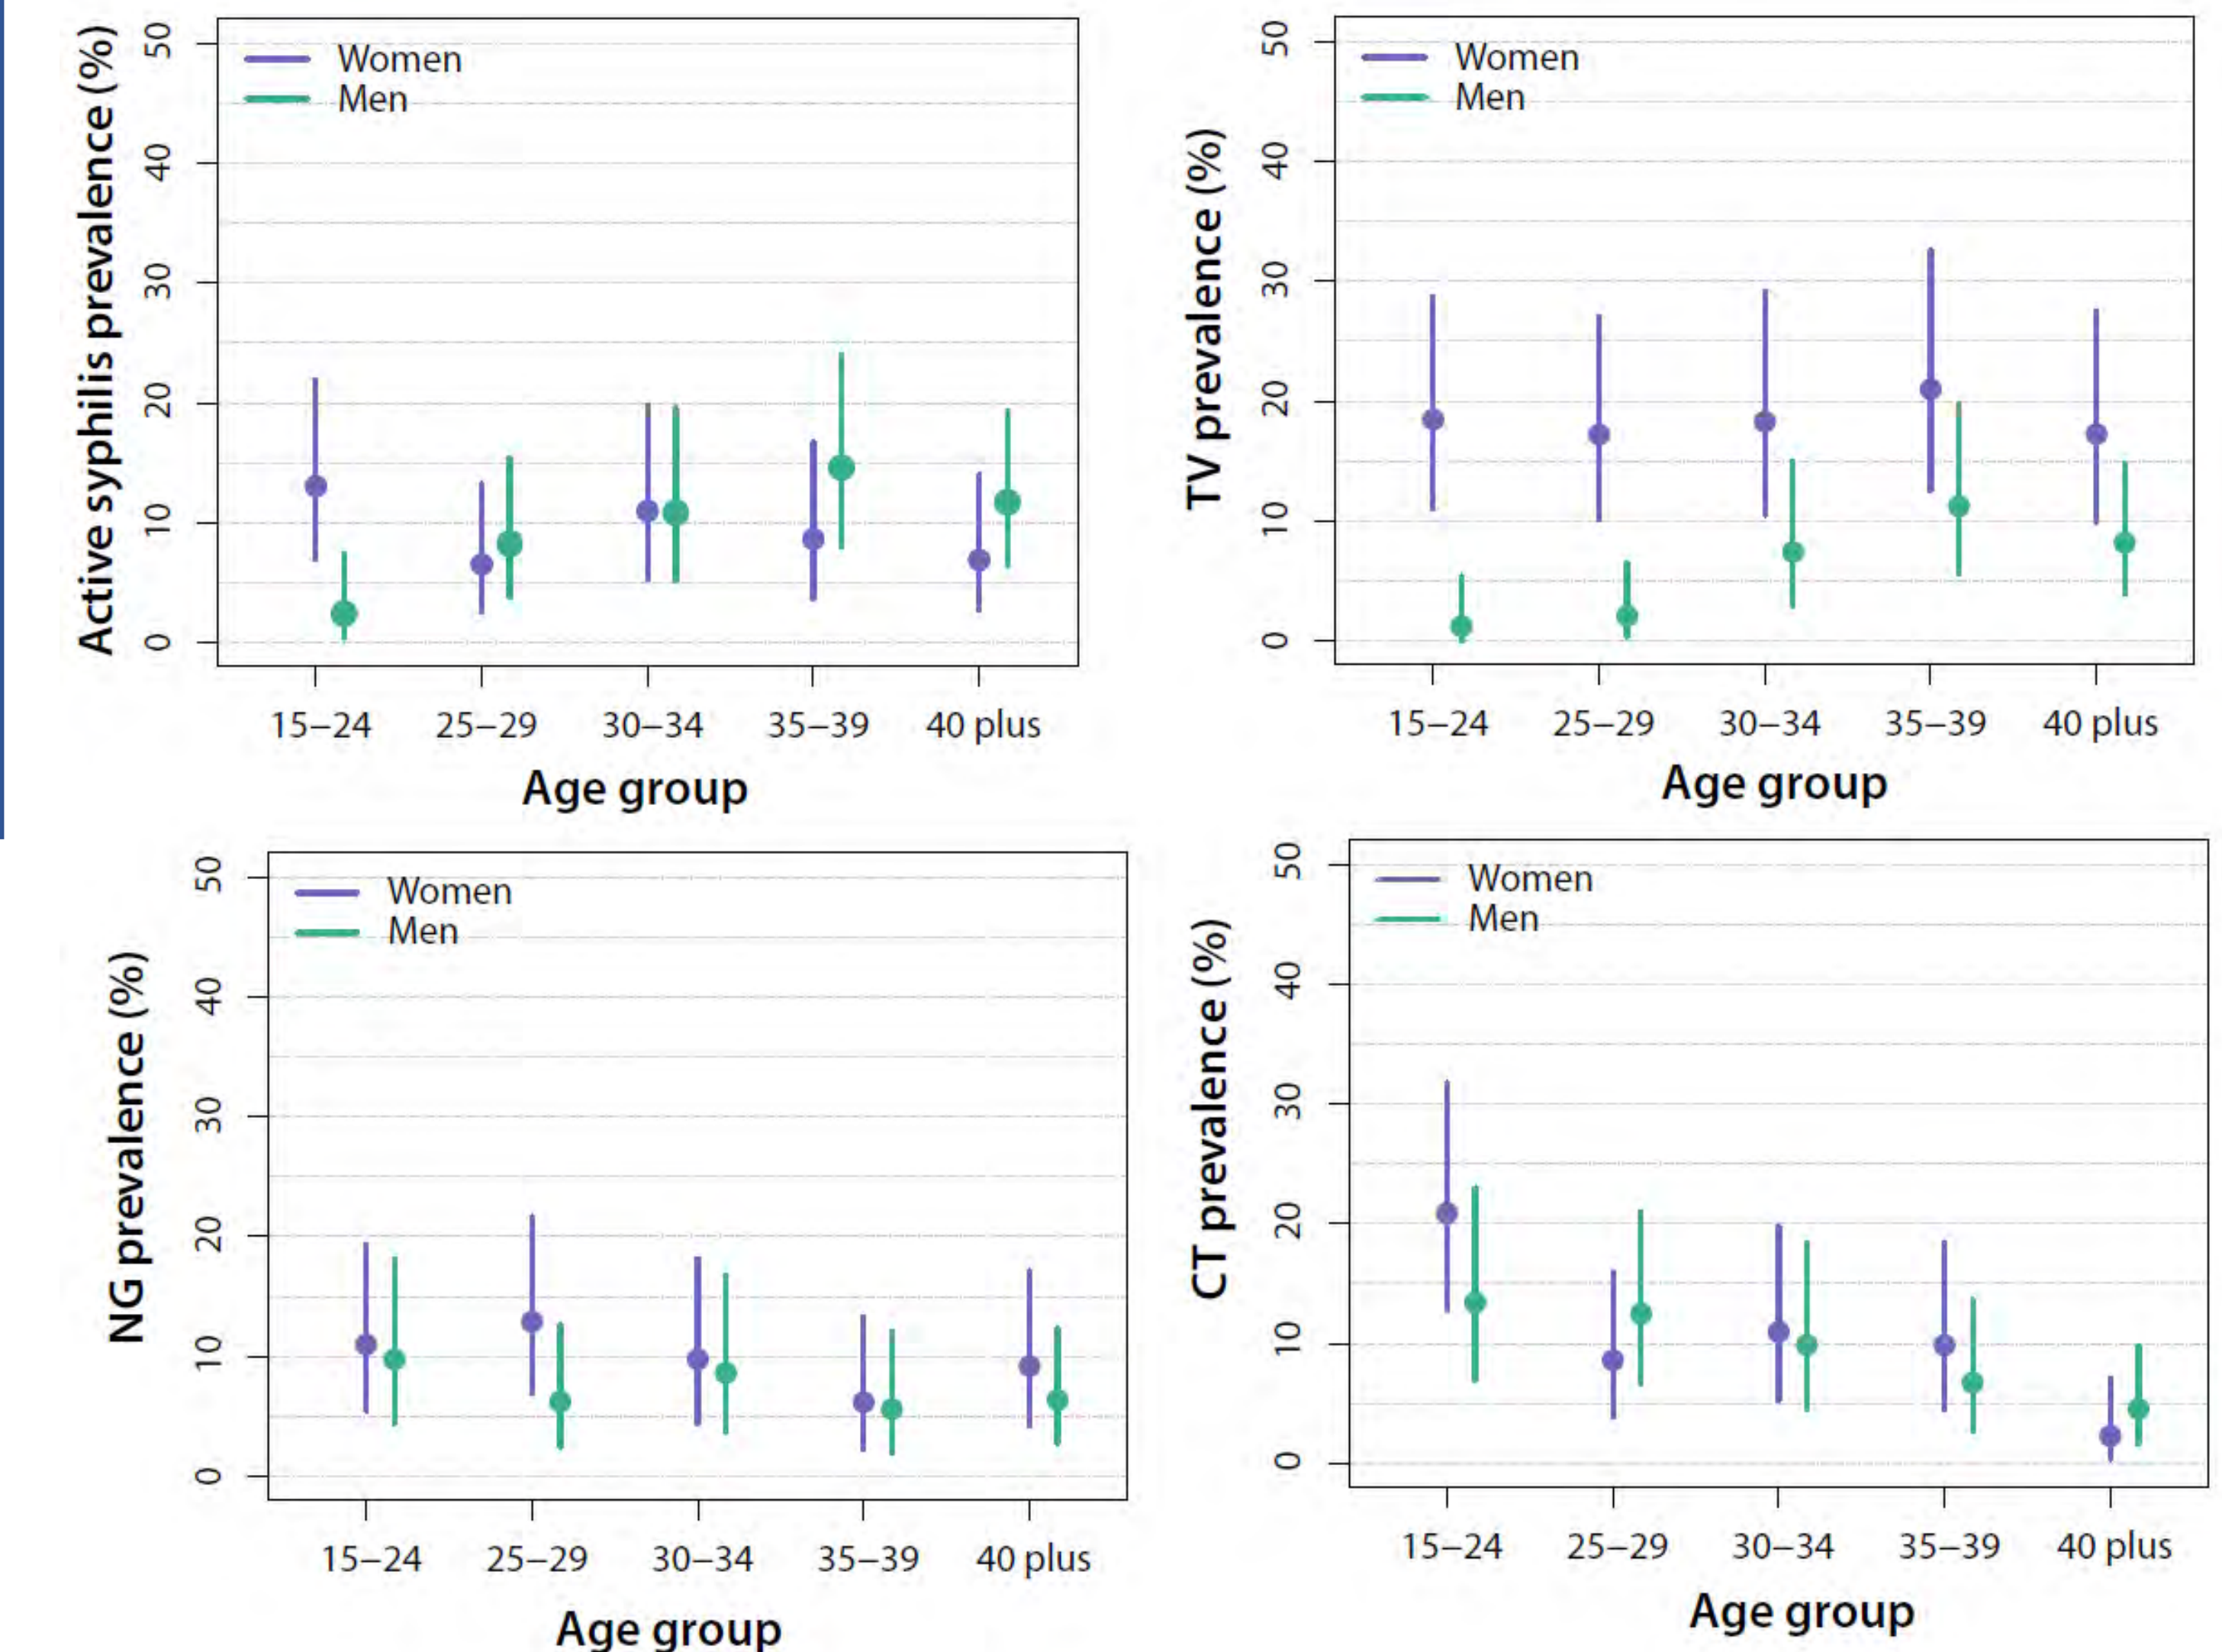 Active syphilis prevalence (%)
50
40
30
20
10
0
Women
Men
15–24 25–29 30–34 35–39 40 plus
Age group
TV prevalence (%)
50
40
30
20
10
0
Women
Men
15–24 25–29 30–34 35–39 40 plus
Age group
NG prevalence (%)
50
40
30
20
10
0
Women
Men
15–24 25–29 30–34 35–39 40 plus
Age group
CT prevalence (%)
50
40
30
20
10
0
Women
Men
15–24 25–29 30–34 35–39 40 plus
Age group